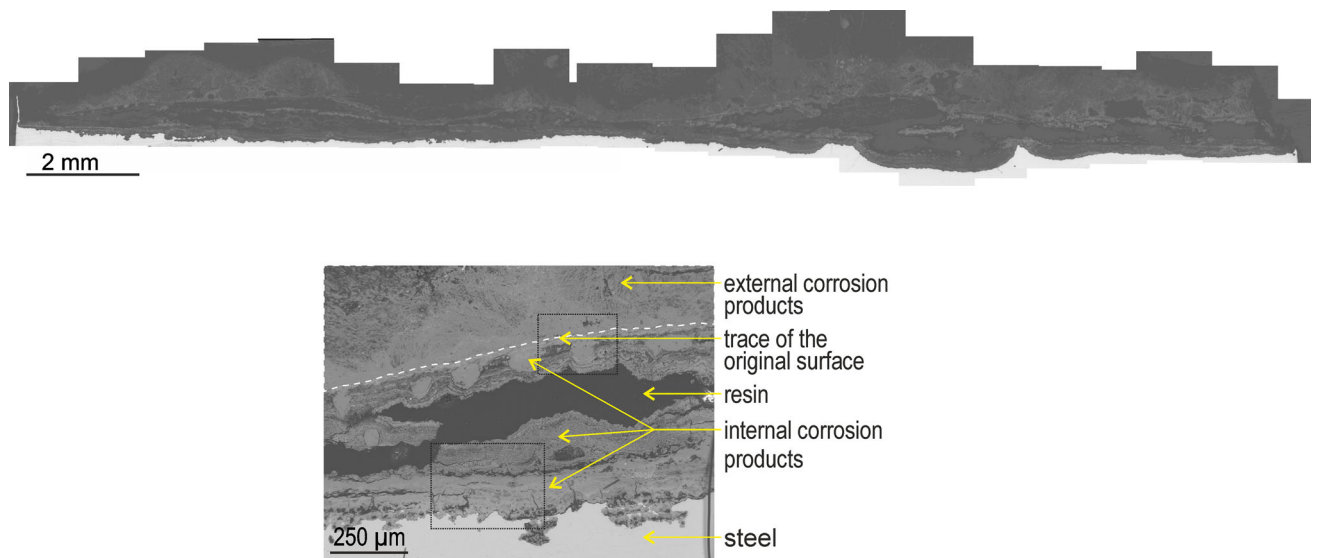 2 mm
external corrosion
products
trace of the
original surface
resin
internal corrosion
products
250 µm
steel